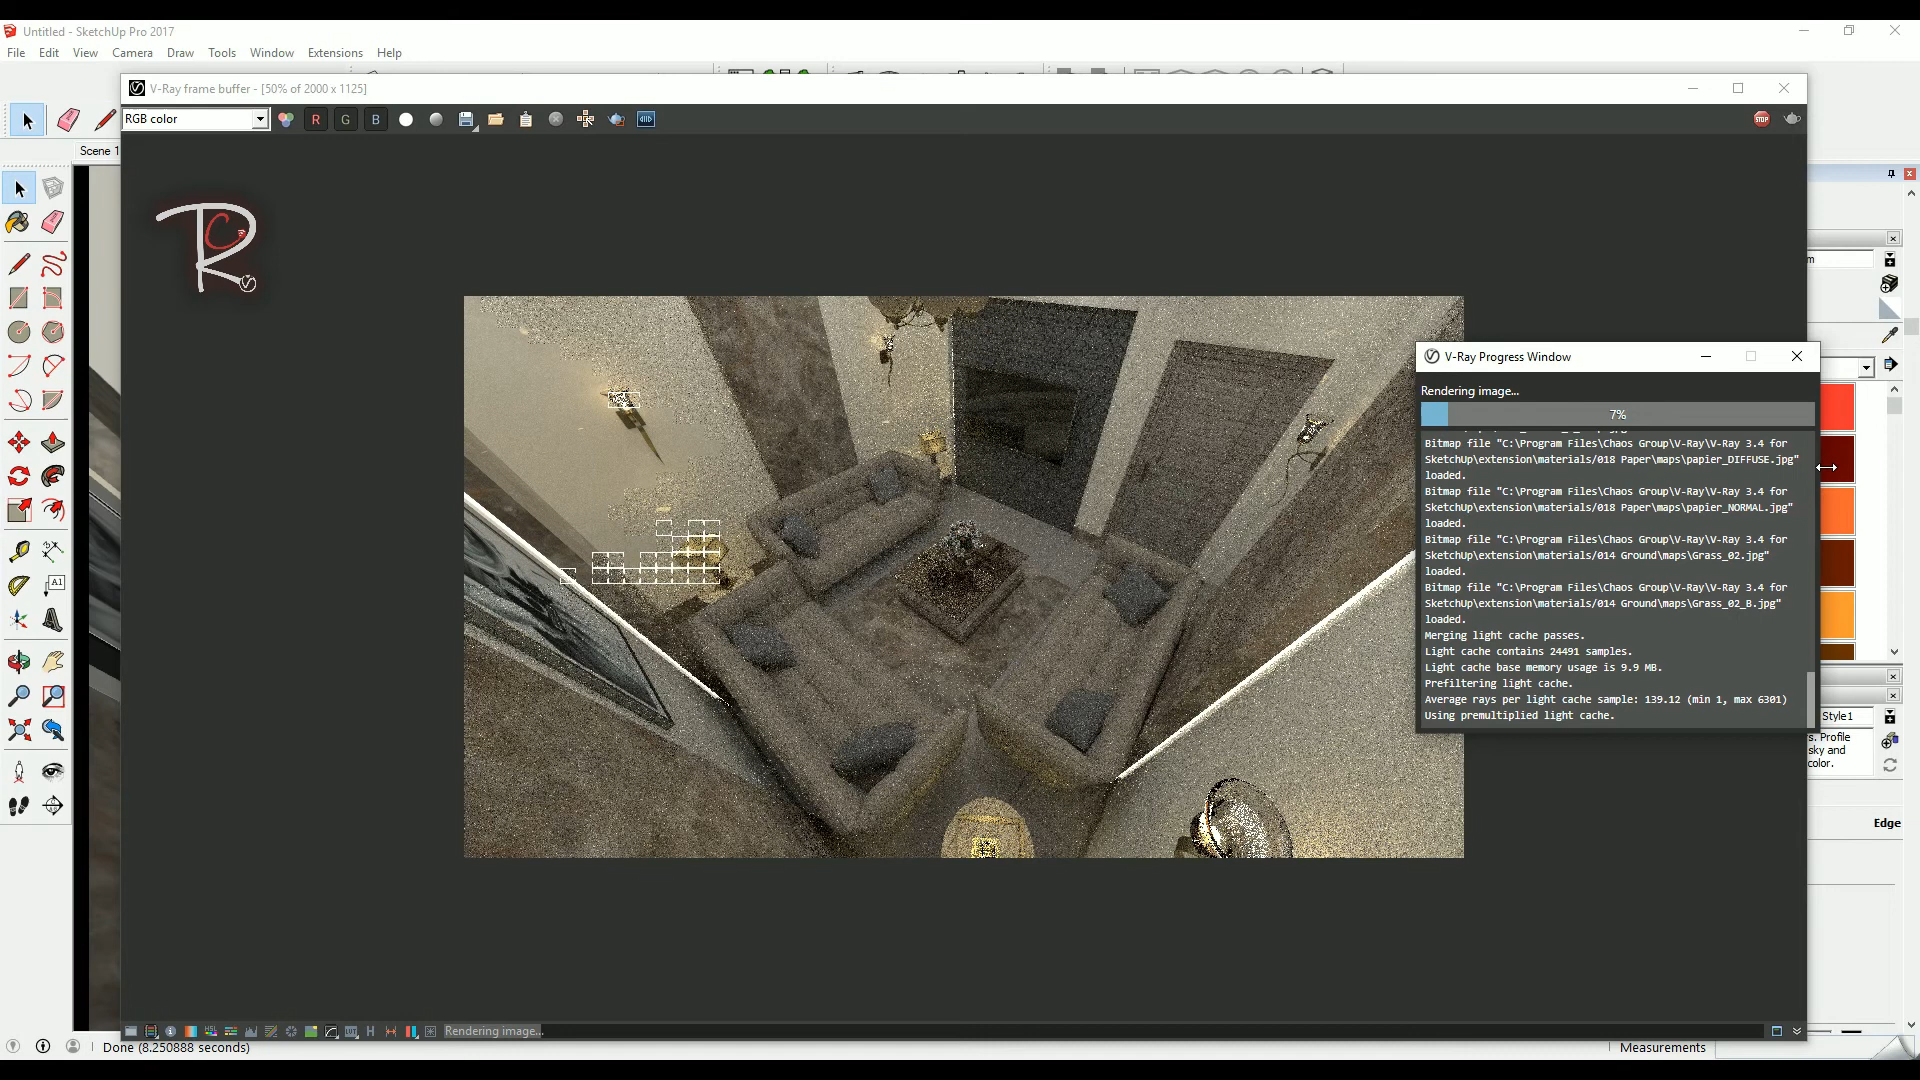 Untitled - SketchUp Pro 2017
File Edit View Camera Draw Tools Window Extensions Help
V-Ray frame buffer - [50% of 2000 x 1125]
RGB color
R G B
STOP
Scene 1
m
V-Ray Progress Window
Rendering image...
7%
Bitmap file "C:\Program Files\Chaos Group\V-Ray\V-Ray 3.4 for
SketchUp\extension\materials/018 Paper\maps\papier_DIFFUSE.jpg"
loaded.
Bitmap file "C:\Program Files\Chaos Group\V-Ray\V-Ray 3.4 for
SketchUp\extension\materials/018 Paper\maps\papier_NORMAL.jpg"
loaded.
Bitmap file "C:\Program Files\Chaos Group\V-Ray\V-Ray 3.4 for
SketchUp\extension\materials/014 Ground\maps\Grass_02.jpg"
loaded.
Bitmap file "C:\Program Files\Chaos Group\V-Ray\V-Ray 3.4 for
SketchUp\extension\materials/014 Ground\maps\Grass_02_B.jpg"
loaded.
Merging light cache passes.
Light cache contains 24491 samples.
Light cache base memory usage is 9.9 MB.
Prefiltering light cache.
Average rays per light cache sample: 139.12 (min 1, max 6301)
Using premultiplied light cache.
A1
Style1
s. Profile
sky and
color.
Edge
HSL
LUT
H
Rendering image...
Done (8.250888 seconds)
Measurements